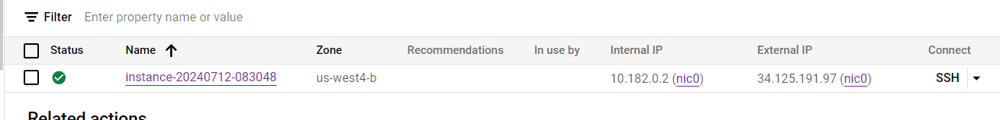 Filter Enter property name or value
Status Name Zone Recommendations In use by Internal IP External IP Connect
instance-20240712-083048 us-west4-b 10.182.0.2 (nic0) 34.125.191.97 (nic0) SSH
Related actions